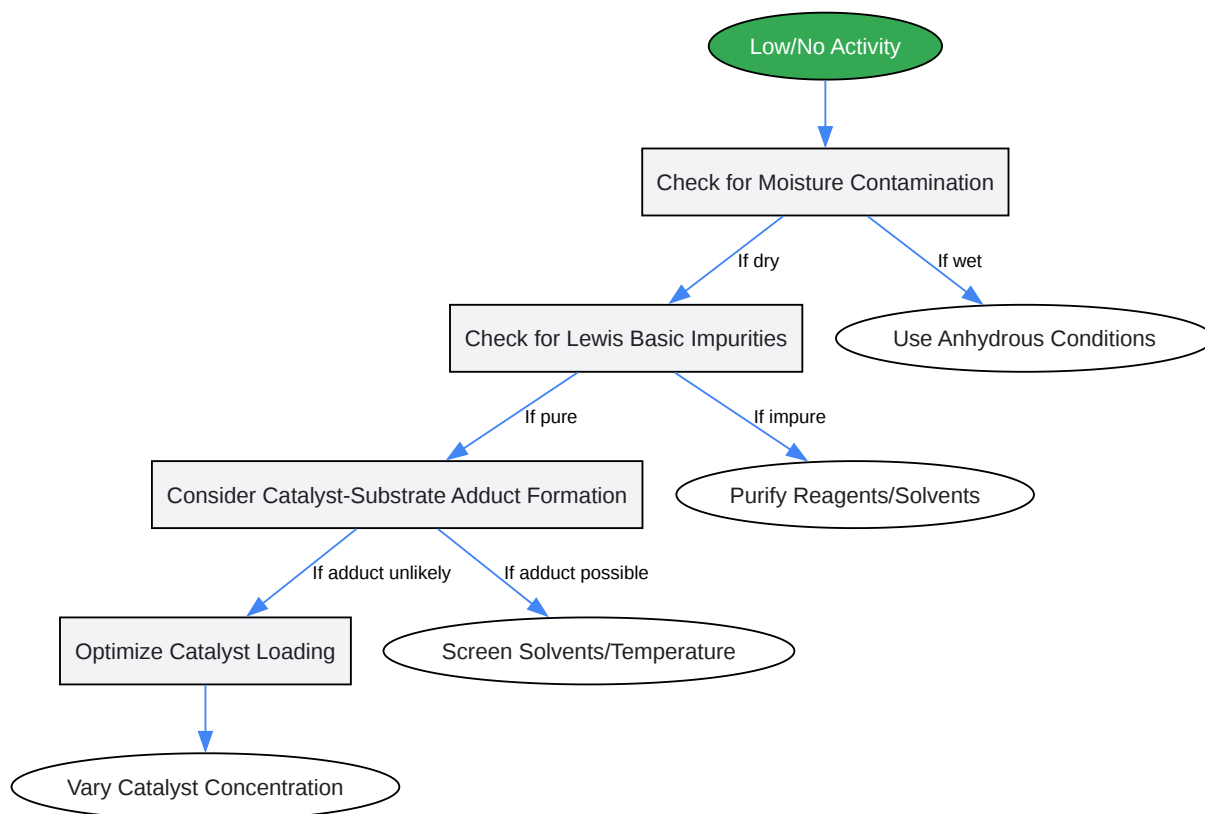 Low/No Activity
Check for Moisture Contamination
If dry
If wet
Check for Lewis Basic Impurities
Use Anhydrous Conditions
If pure
If impure
Consider Catalyst-Substrate Adduct Formation
Purify Reagents/Solvents
If adduct unlikely
If adduct possible
Optimize Catalyst Loading
Screen Solvents/Temperature
Vary Catalyst Concentration